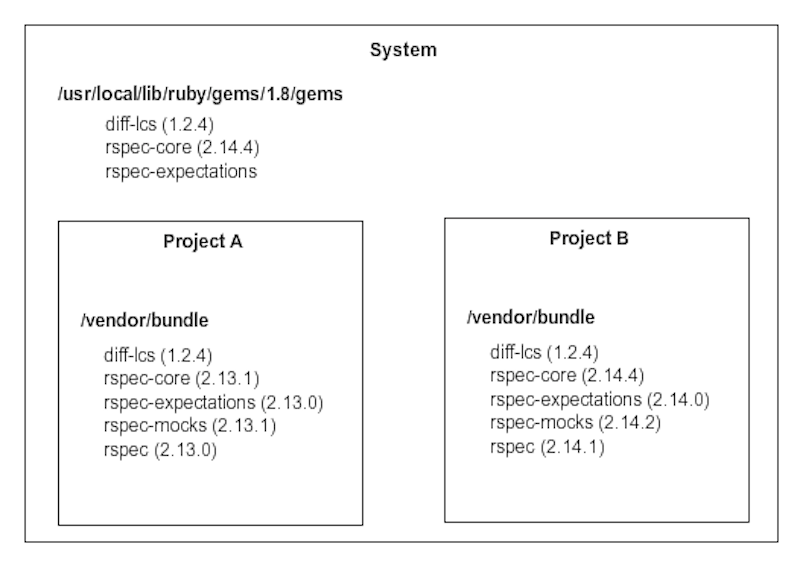 System
/usr/local/lib/ruby/gems/1.8/gems
diff-lcs (1.2.4)
rspec-core (2.14.4)
rspec-expectations
Project A
/vendor/bundle
diff-lcs (1.2.4)
rspec-core (2.13.1)
rspec-expectations (2.13.0)
rspec-mocks (2.13.1)
rspec (2.13.0)
Project B
/vendor/bundle
diff-lcs (1.2.4)
rspec-core (2.14.4)
rspec-expectations (2.14.0)
rspec-mocks (2.14.2)
rspec (2.14.1)